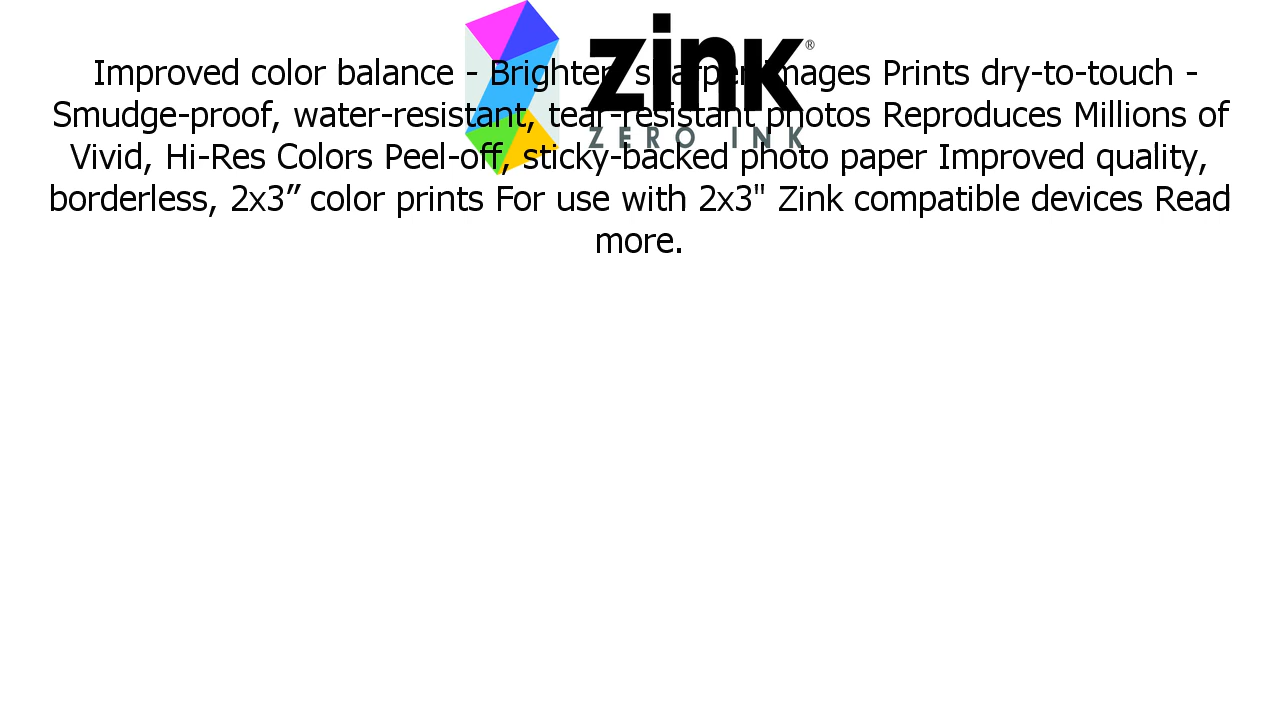 zink®
ZERO INK
Improved color balance - Brighter, sharper images Prints dry-to-touch -
Smudge-proof, water-resistant, tear-resistant photos Reproduces Millions of
Vivid, Hi-Res Colors Peel-off, sticky-backed photo paper Improved quality,
borderless, 2x3” color prints For use with 2x3" Zink compatible devices Read
more.